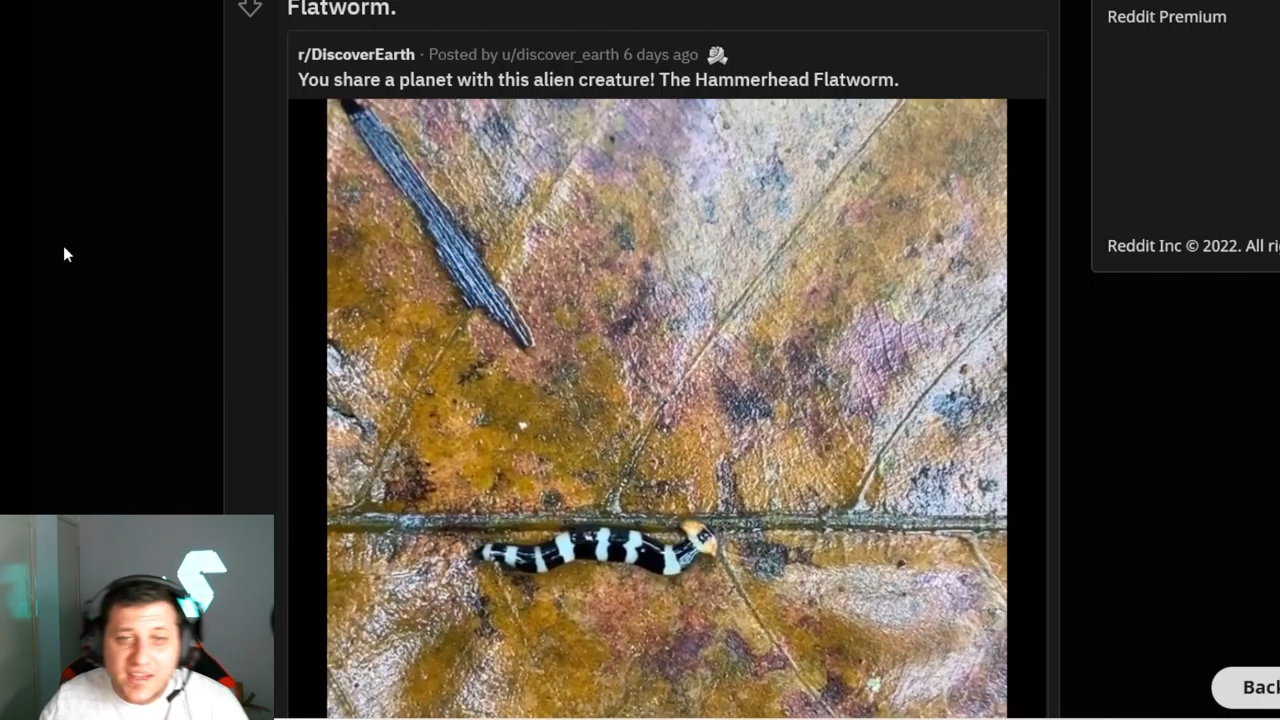 Flatworm.
r/DiscoverEarth · Posted by u/discover_earth 6 days ago
You share a planet with this alien creature! The Hammerhead Flatworm.
Reddit Premium
Reddit Inc © 2022. All ri
Back